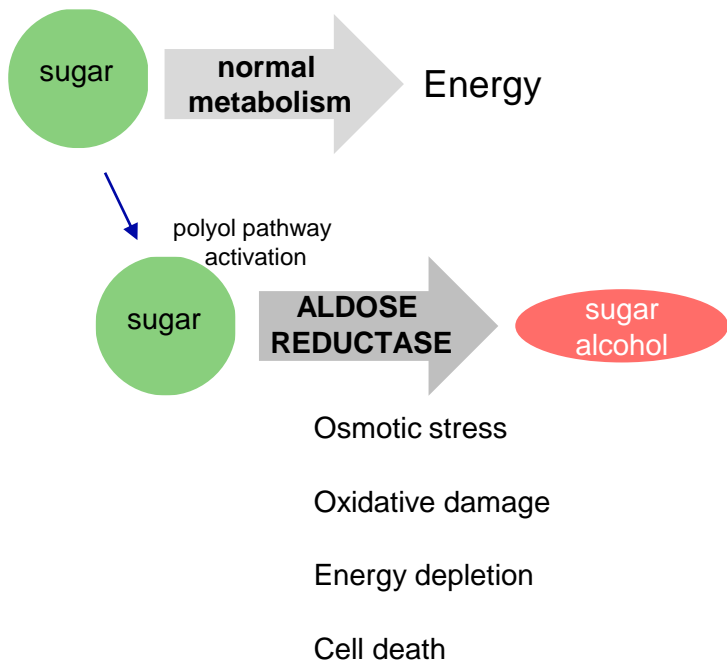 sugar
normal
metabolism
Energy
polyol pathway
activation
sugar
ALDOSE
REDUCTASE
sugar
alcohol
Osmotic stress
Oxidative damage
Energy depletion
Cell death